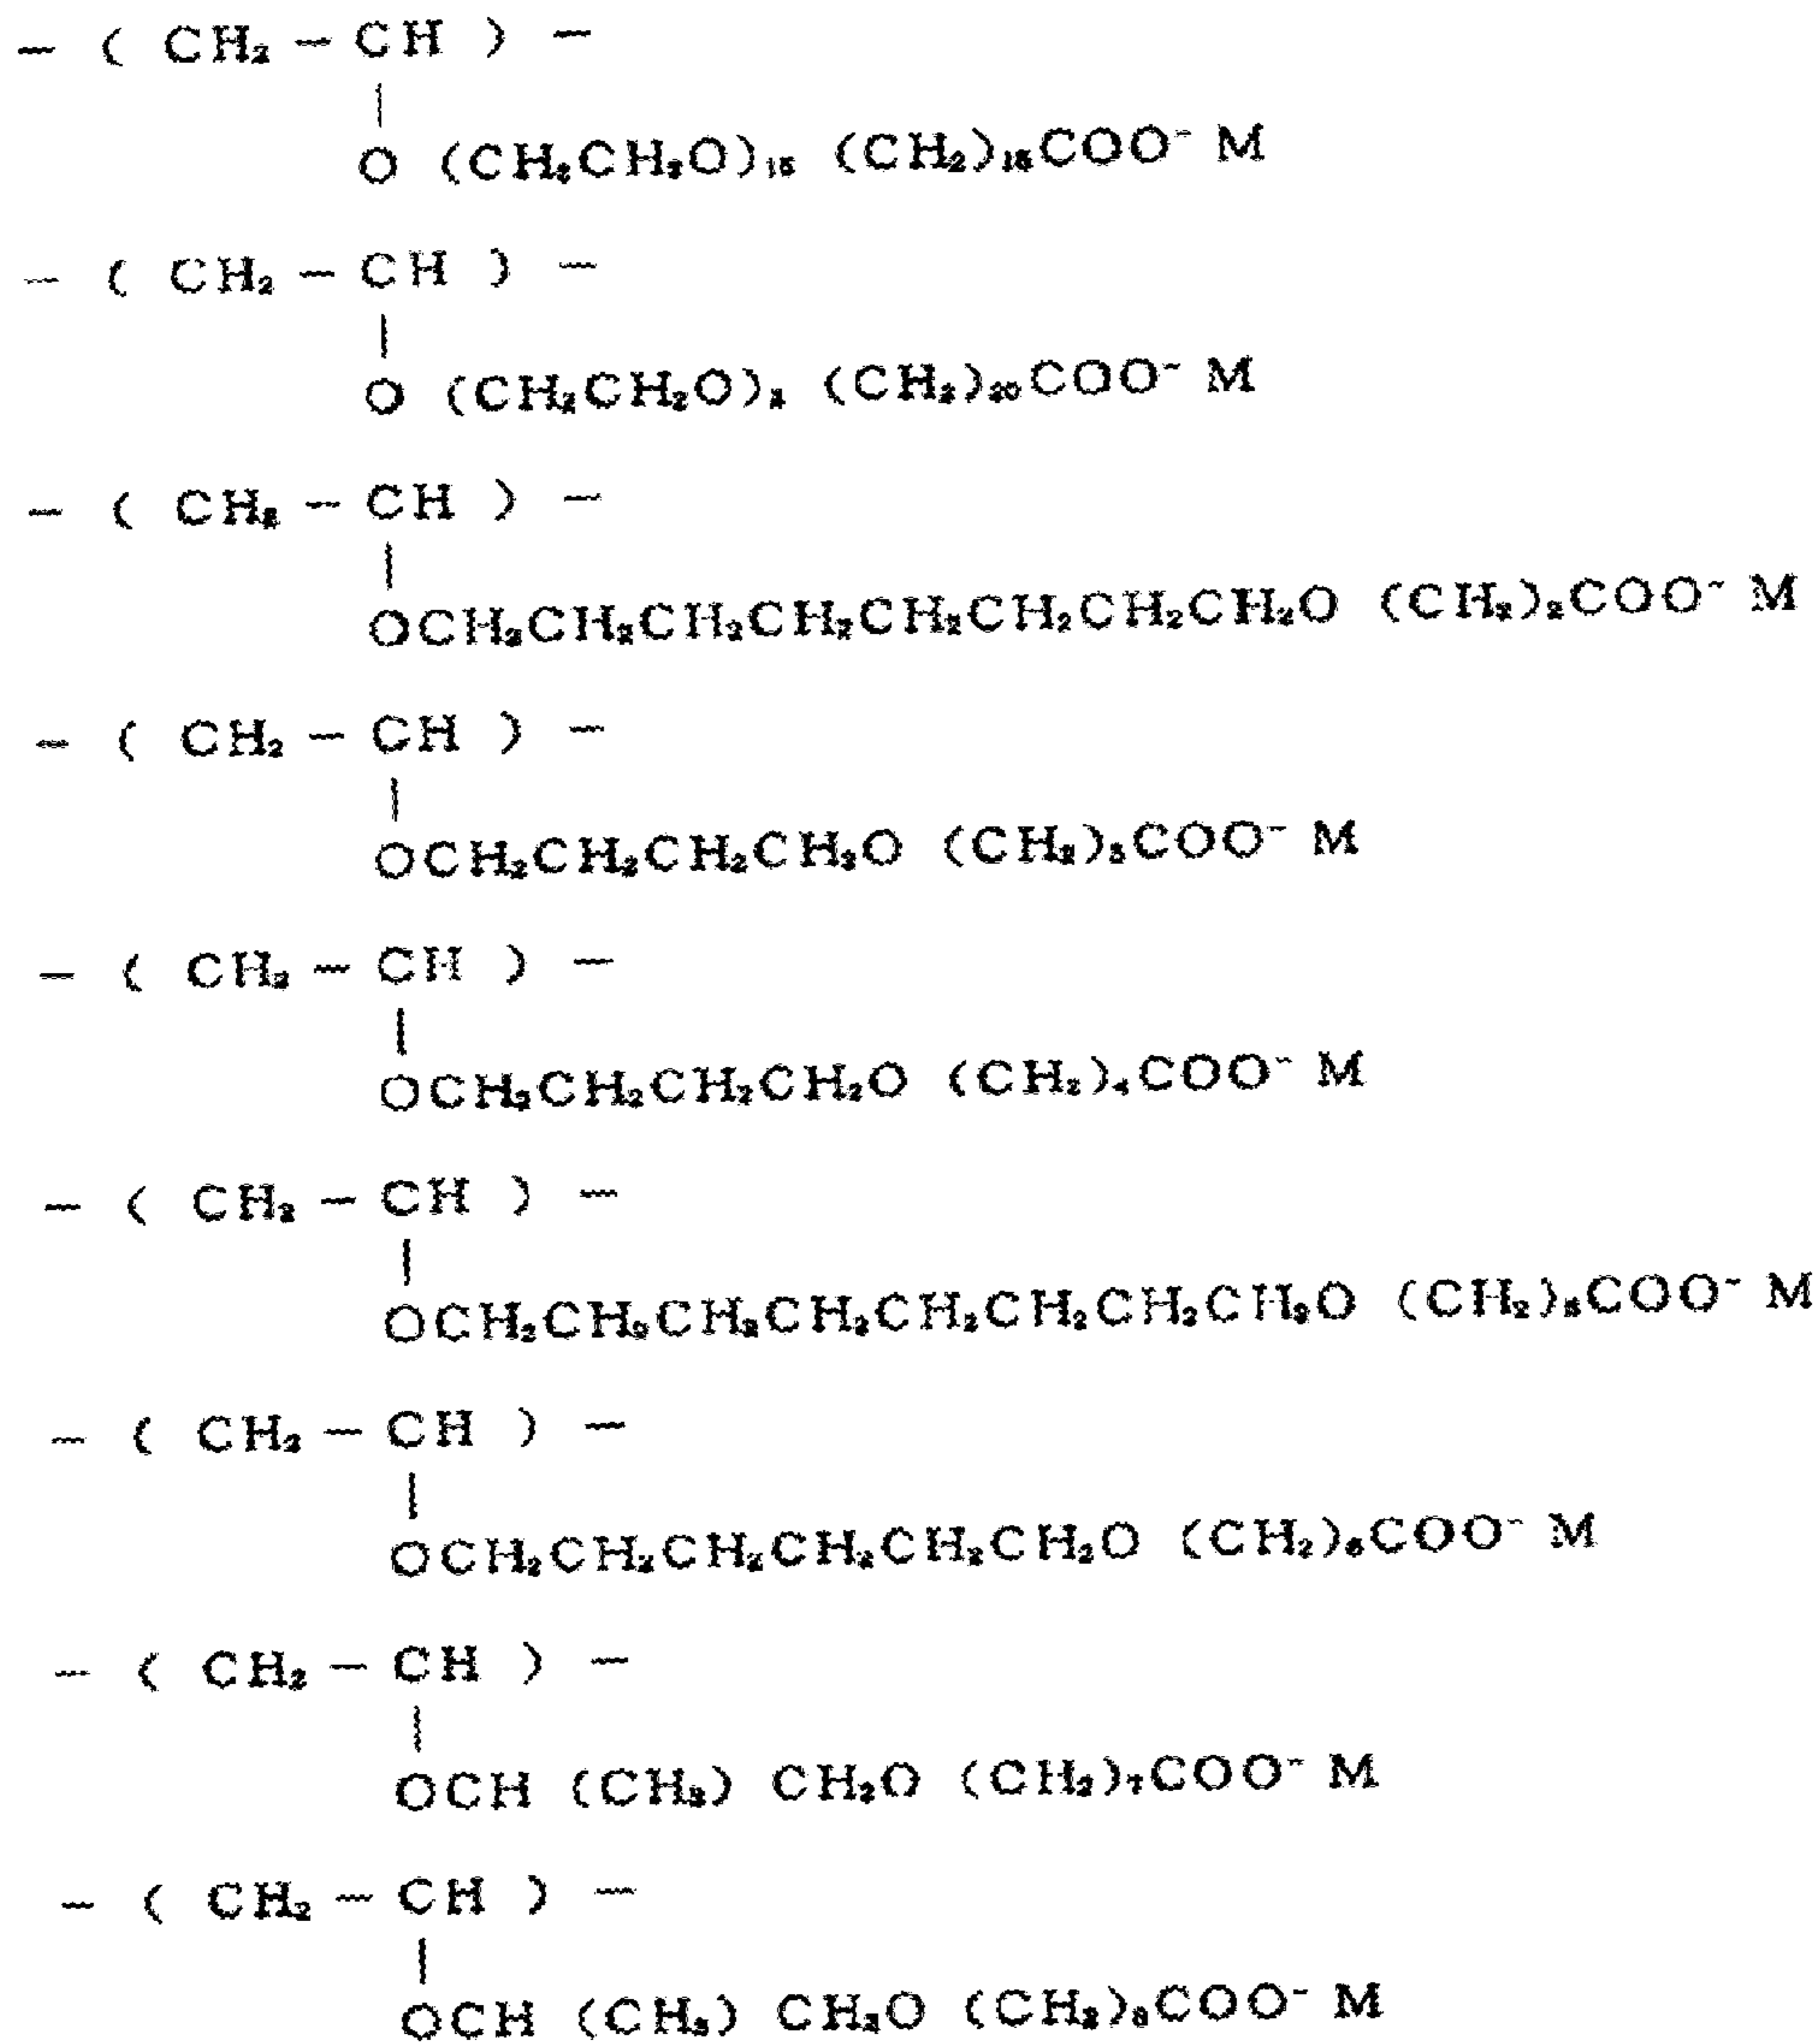 － ( CH₂ － CH ) －
|
O (CH₂CH₂O)₁₅ (CH₂)₁₅COO⁻ M
－ ( CH₂ － CH ) －
|
O (CH₂CH₂O)₂ (CH₂)₂₀COO⁻ M
－ ( CH₂ － CH ) －
|
OCH₂CH₂CH₂CH₂CH₂CH₂CH₂CH₂O (CH₂)₂COO⁻ M
－ ( CH₂ － CH ) －
|
OCH₂CH₂CH₂CH₂O (CH₂)₃COO⁻ M
－ ( CH₂ － CH ) －
|
OCH₂CH₂CH₂CH₂O (CH₂)₄COO⁻ M
－ ( CH₂ － CH ) －
|
OCH₂CH₂CH₂CH₂CH₂CH₂CH₂CH₂O (CH₂)₅COO⁻ M
－ ( CH₂ － CH ) －
|
OCH₂CH₂CH₂CH₂CH₂CH₂O (CH₂)₆COO⁻ M
－ ( CH₂ － CH ) －
|
OCH (CH₃) CH₂O (CH₂)₇COO⁻ M
－ ( CH₂ － CH ) －
|
OCH (CH₃) CH₂O (CH₂)₈COO⁻ M